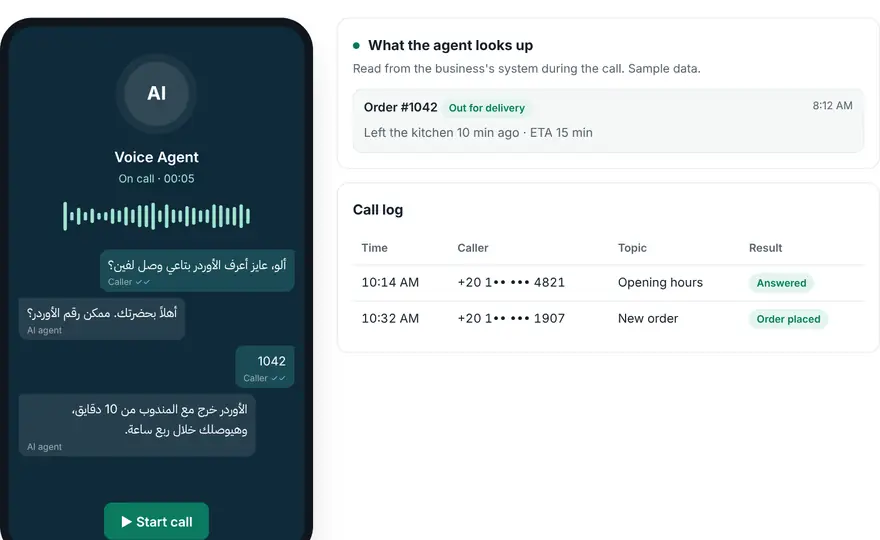 AI
Voice Agent
On call · 00:05
ألو، عايز أعرف الأوردر بتاعي وصل لفين؟
Caller ✓✓
أهلاً بحضرتك. ممكن رقم الأوردر؟
AI agent
1042
Caller ✓✓
الأوردر خرج مع المندوب من 10 دقايق،
وهيوصلك خلال ربع ساعة.
AI agent
▶ Start call
What the agent looks up
Read from the business's system during the call. Sample data.
Order #1042 Out for delivery 8:12 AM
Left the kitchen 10 min ago · ETA 15 min
Call log
Time Caller Topic Result
10:14 AM +20 1•• ••• 4821 Opening hours Answered
10:32 AM +20 1•• ••• 1907 New order Order placed